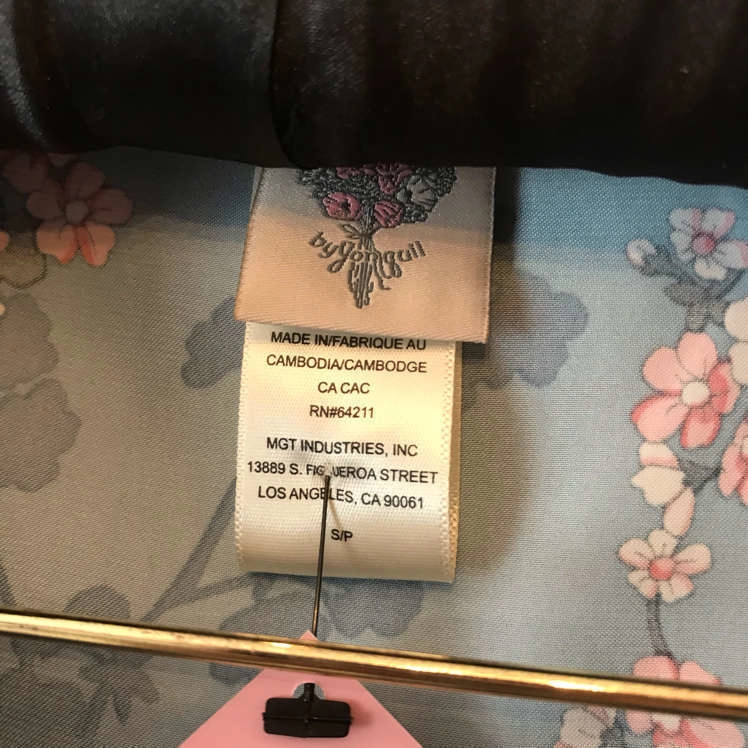 byYomguil
MADE IN/FABRIQUE AU
CAMBODIA/CAMBODGE
CA CAC
RN#64211
MGT INDUSTRIES, INC
13889 S. FIGUEROA STREET
LOS ANGELES, CA 90061
S/P